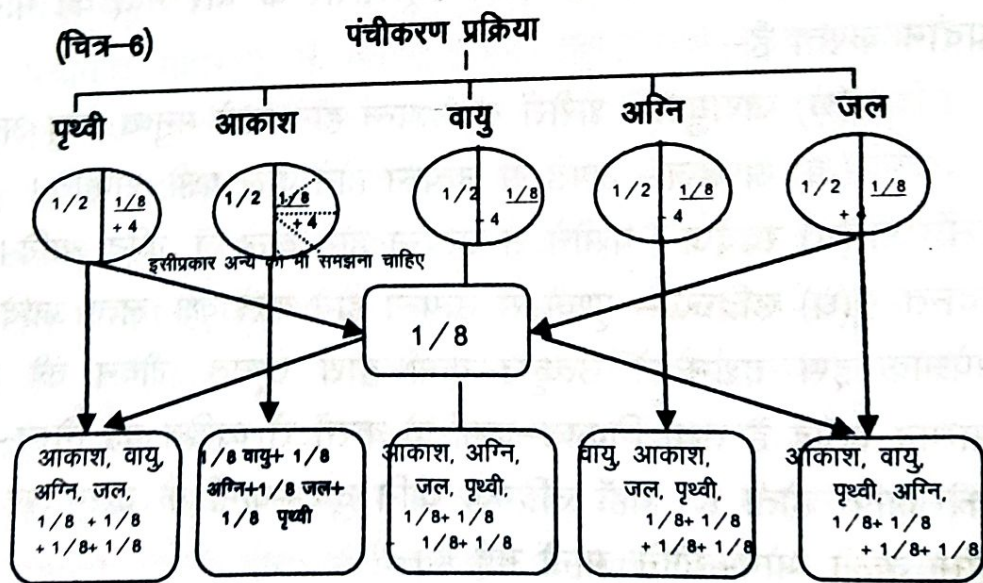 (चित्र–6)
पंचीकरण प्रक्रिया
पृथ्वी
आकाश
वायु
अग्नि
जल
1/2 1/8
+ 4
1/2 1/8
+ 4
1/2 1/8
- 4
1/2 1/8
- 4
1/2 1/8
+
इसीप्रकार अन्य को भी समझना चाहिए
1/8
आकाश, वायु,
अग्नि, जल,
1/8 + 1/8
+ 1/8+ 1/8
1/8 वायु+ 1/8
अग्नि+1/8 जल+
1/8 पृथ्वी
आकाश, अग्नि,
जल, पृथ्वी,
1/8+ 1/8
- 1/8+ 1/8
वायु, आकाश,
जल, पृथ्वी,
1/8+ 1/8
+ 1/8+ 1/8
आकाश, वायु,
पृथ्वी, अग्नि,
1/8+ 1/8
+ 1/8+ 1/8